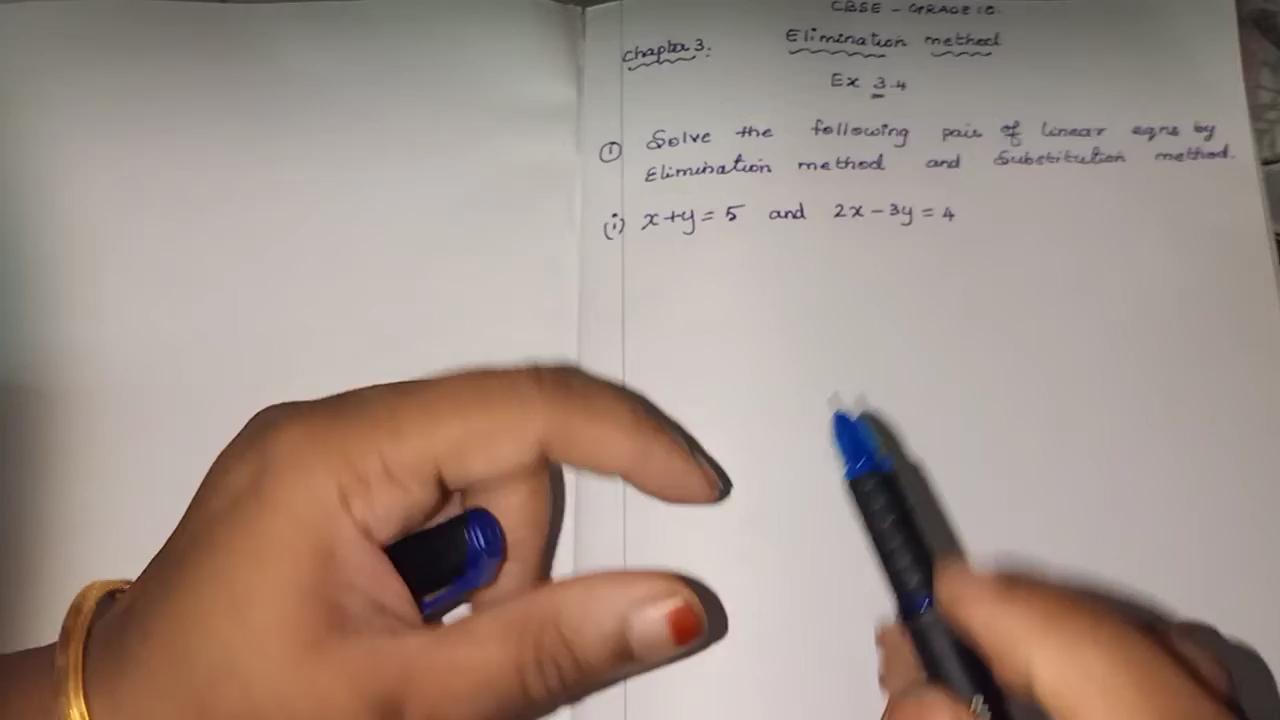 CBSE - GRADE 10
Chapter 3.
Elimination method
Ex 3.4
① Solve the following pair of linear eqns by
Elimination method and Substitution method.
(i) x+y = 5 and 2x - 3y = 4